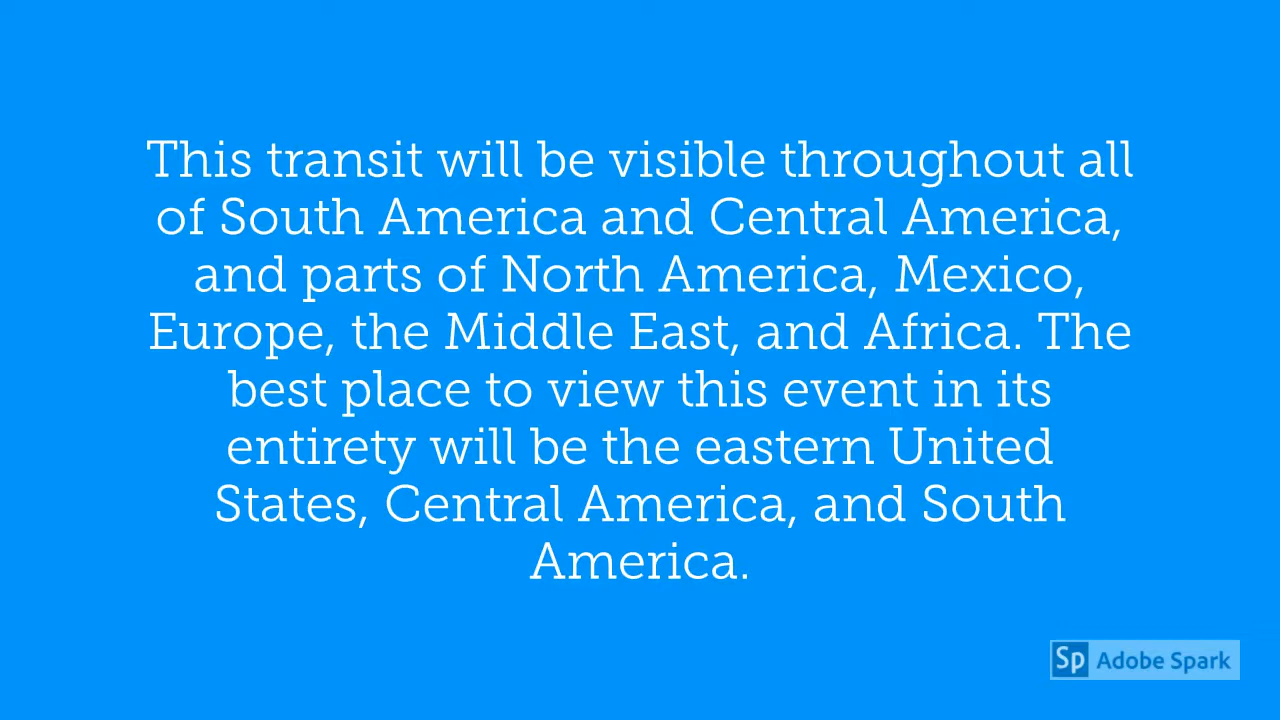 This transit will be visible throughout all
of South America and Central America,
and parts of North America, Mexico,
Europe, the Middle East, and Africa. The
best place to view this event in its
entirety will be the eastern United
States, Central America, and South
America.
Sp Adobe Spark